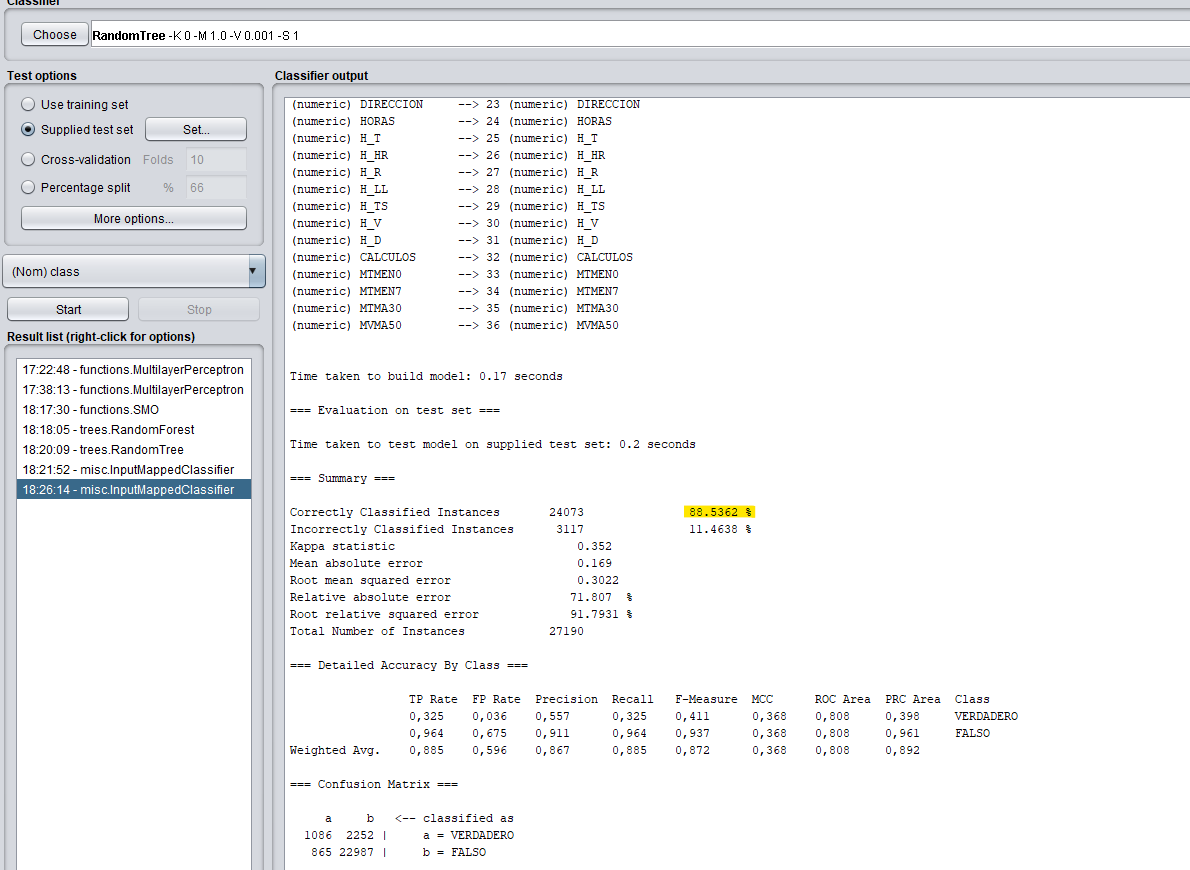 Classifier
Choose RandomTree -K 0 -M 1.0 -V 0.001 -S 1
Test options
Use training set
Supplied test set Set...
Cross-validation Folds 10
Percentage split % 66
More options...
(Nom) class
Start Stop
Result list (right-click for options)
17:22:48 - functions.MultilayerPerceptron
17:38:13 - functions.MultilayerPerceptron
18:17:30 - functions.SMO
18:18:05 - trees.RandomForest
18:20:09 - trees.RandomTree
18:21:52 - misc.InputMappedClassifier
18:26:14 - misc.InputMappedClassifier
Classifier output
(numeric) DIRECCION --> 23 (numeric) DIRECCION
(numeric) HORAS --> 24 (numeric) HORAS
(numeric) H_T --> 25 (numeric) H_T
(numeric) H_HR --> 26 (numeric) H_HR
(numeric) H_R --> 27 (numeric) H_R
(numeric) H_LL --> 28 (numeric) H_LL
(numeric) H_TS --> 29 (numeric) H_TS
(numeric) H_V --> 30 (numeric) H_V
(numeric) H_D --> 31 (numeric) H_D
(numeric) CALCULOS --> 32 (numeric) CALCULOS
(numeric) MTMEN0 --> 33 (numeric) MTMEN0
(numeric) MTMEN7 --> 34 (numeric) MTMEN7
(numeric) MTMA30 --> 35 (numeric) MTMA30
(numeric) MVMA50 --> 36 (numeric) MVMA50
Time taken to build model: 0.17 seconds
=== Evaluation on test set ===
Time taken to test model on supplied test set: 0.2 seconds
=== Summary ===
Correctly Classified Instances 24073 88.5362 %
Incorrectly Classified Instances 3117 11.4638 %
Kappa statistic 0.352
Mean absolute error 0.169
Root mean squared error 0.3022
Relative absolute error 71.807 %
Root relative squared error 91.7931 %
Total Number of Instances 27190
=== Detailed Accuracy By Class ===
TP Rate FP Rate Precision Recall F-Measure MCC ROC Area PRC Area Class
0,325 0,036 0,557 0,325 0,411 0,368 0,808 0,398 VERDADERO
0,964 0,675 0,911 0,964 0,937 0,368 0,808 0,961 FALSO
Weighted Avg. 0,885 0,596 0,867 0,885 0,872 0,368 0,808 0,892
=== Confusion Matrix ===
a b <-- classified as
1086 2252 | a = VERDADERO
865 22987 | b = FALSO